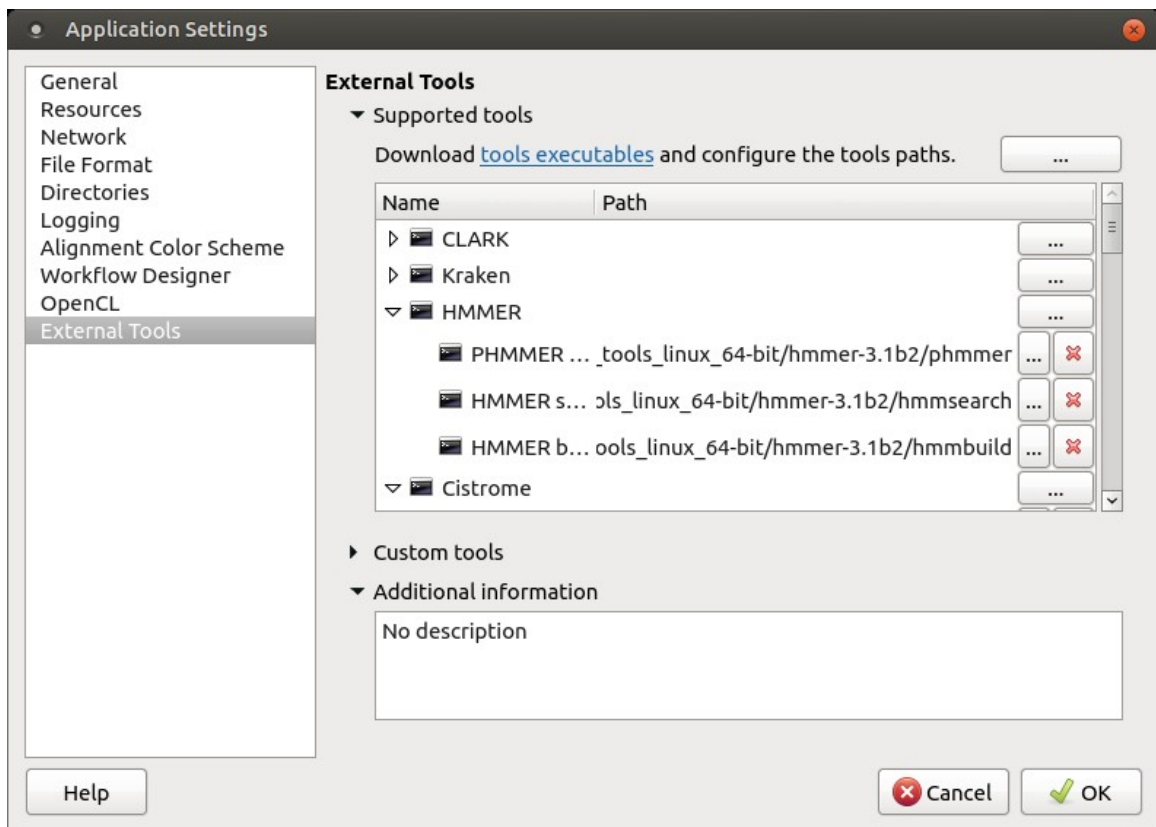 Application Settings
General
Resources
Network
File Format
Directories
Logging
Alignment Color Scheme
Workflow Designer
OpenCL
External Tools
External Tools
Supported tools
Download tools executables and configure the tools paths. ...
Name Path
CLARK ...
Kraken ...
HMMER ...
PHMMER ... _tools_linux_64-bit/hmmer-3.1b2/phmmer ...
HMMER s... ols_linux_64-bit/hmmer-3.1b2/hmmsearch ...
HMMER b... ools_linux_64-bit/hmmer-3.1b2/hmmbuild ...
Cistrome ...
Custom tools
Additional information
No description
Help Cancel OK